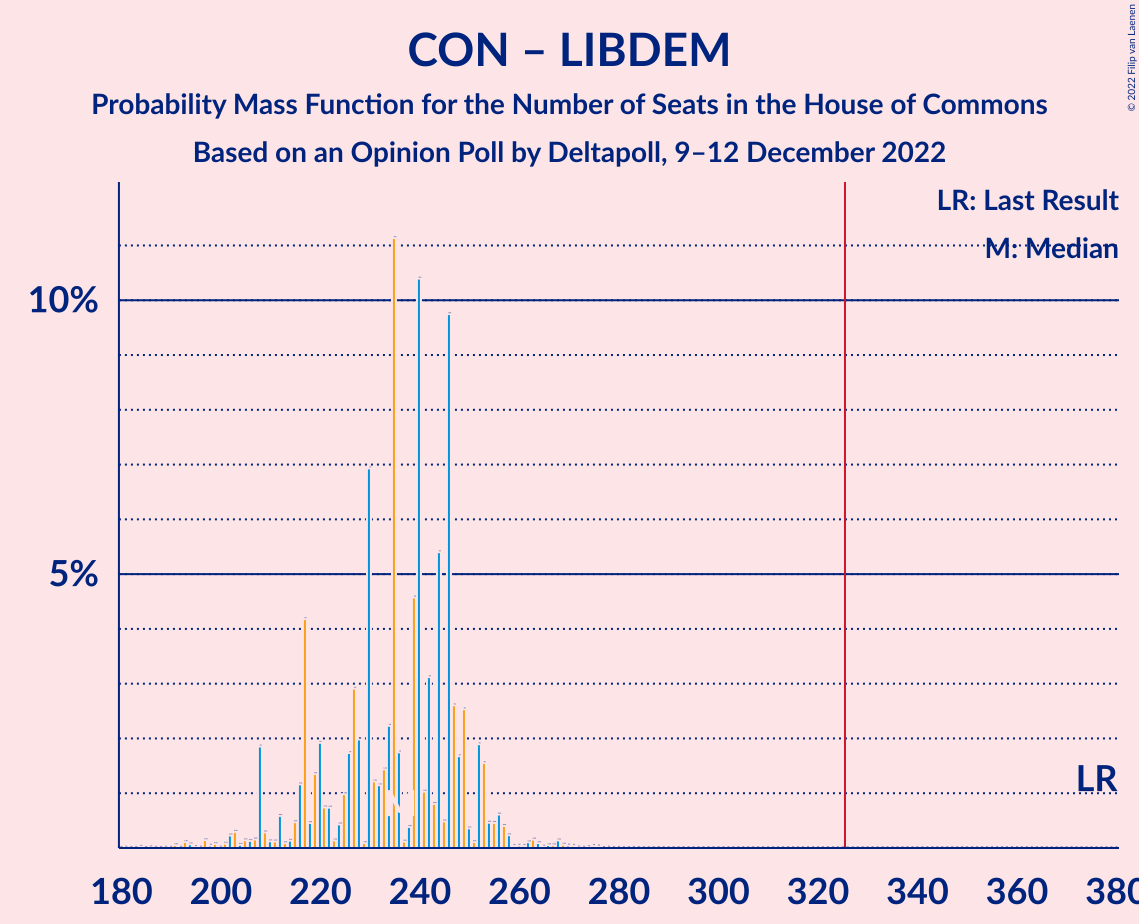 CON – LIBDEM
Probability Mass Function for the Number of Seats in the House of Commons
Based on an Opinion Poll by Deltapoll, 9–12 December 2022
© 2022 Filip van Laenen
LR: Last Result
M: Median
10%
5%
LR
180 200 220 240 260 280 300 320 340 360 380